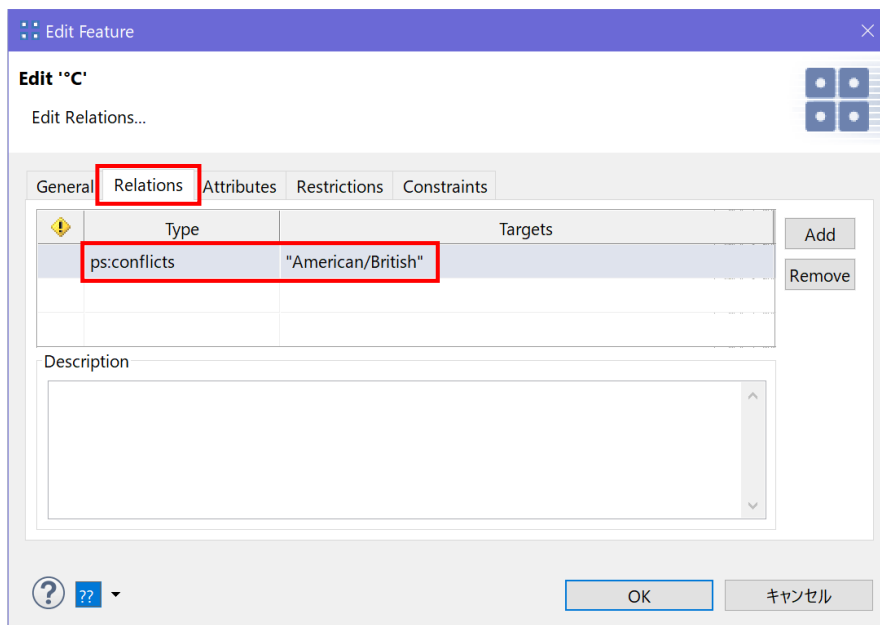 Edit Feature
Edit '°C'
Edit Relations...
General Relations Attributes Restrictions Constraints
Type Targets
Add
ps:conflicts "American/British"
Remove
Description
?? OK キャンセル